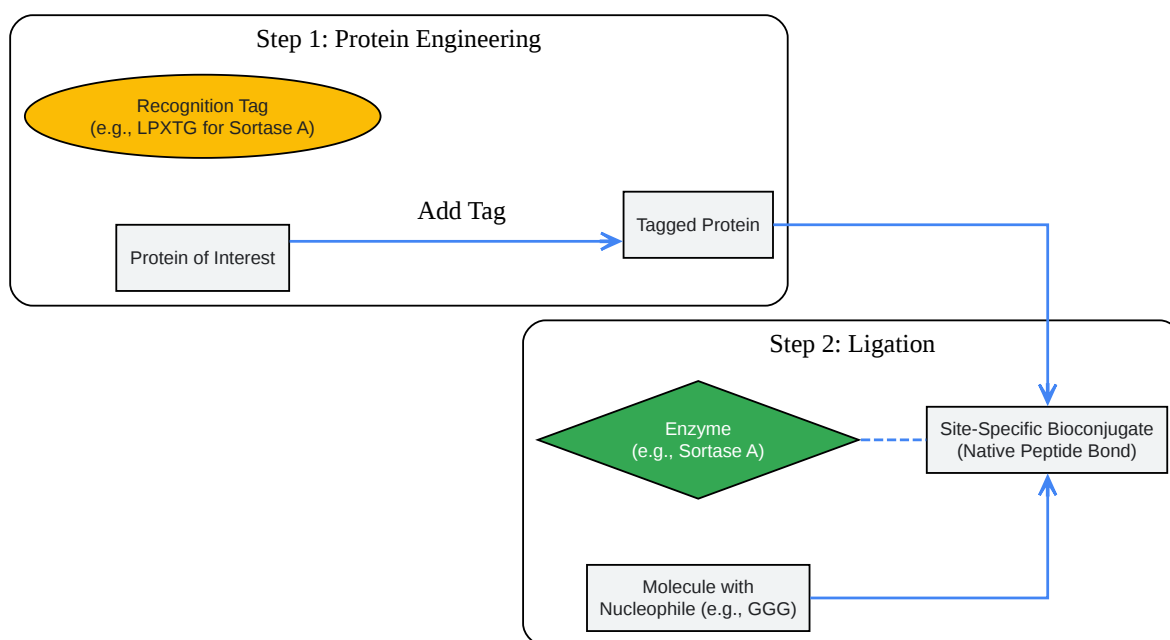 Step 1: Protein Engineering
Recognition Tag
(e.g., LPXTG for Sortase A)
Add Tag
Tagged Protein
Protein of Interest
Step 2: Ligation
Enzyme
(e.g., Sortase A)
Site-Specific Bioconjugate
(Native Peptide Bond)
Molecule with
Nucleophile (e.g., GGG)